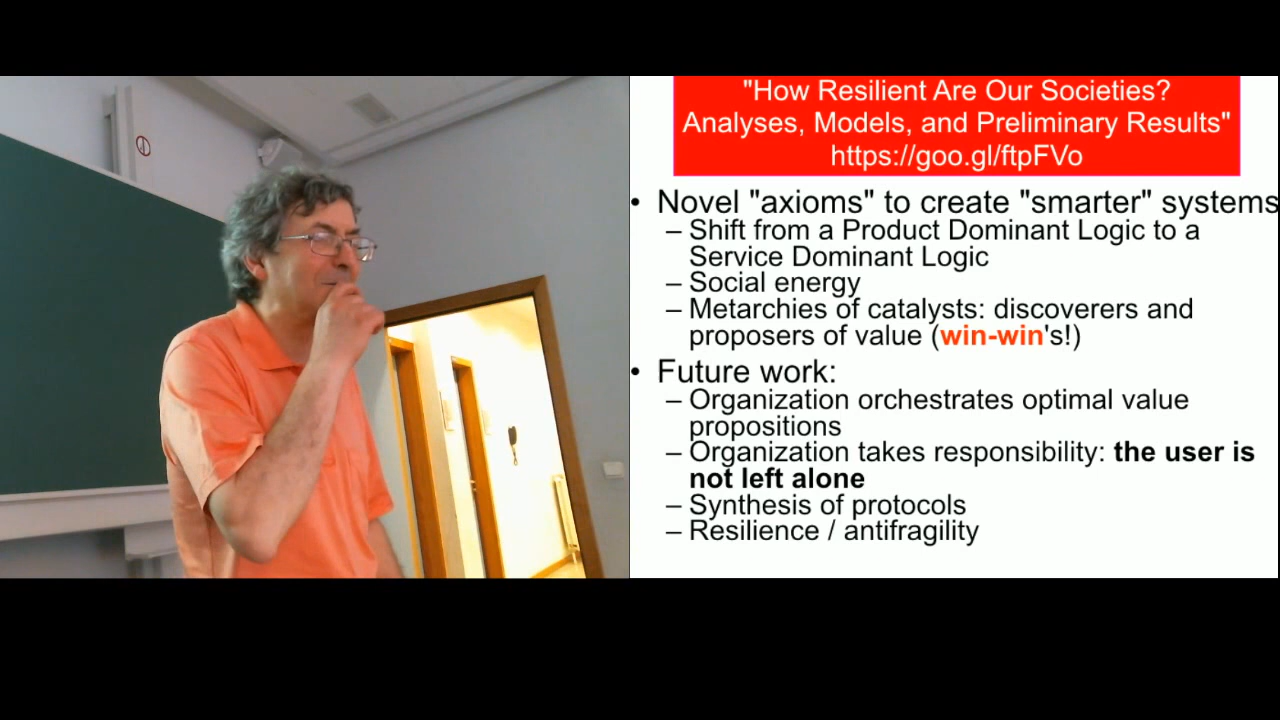 "How Resilient Are Our Societies?
Analyses, Models, and Preliminary Results"
https://goo.gl/ftpFVo
• Novel "axioms" to create "smarter" systems
– Shift from a Product Dominant Logic to a
Service Dominant Logic
– Social energy
– Metarchies of catalysts: discoverers and
proposers of value (win-win's!)
• Future work:
– Organization orchestrates optimal value
propositions
– Organization takes responsibility: the user is
not left alone
– Synthesis of protocols
– Resilience / antifragility